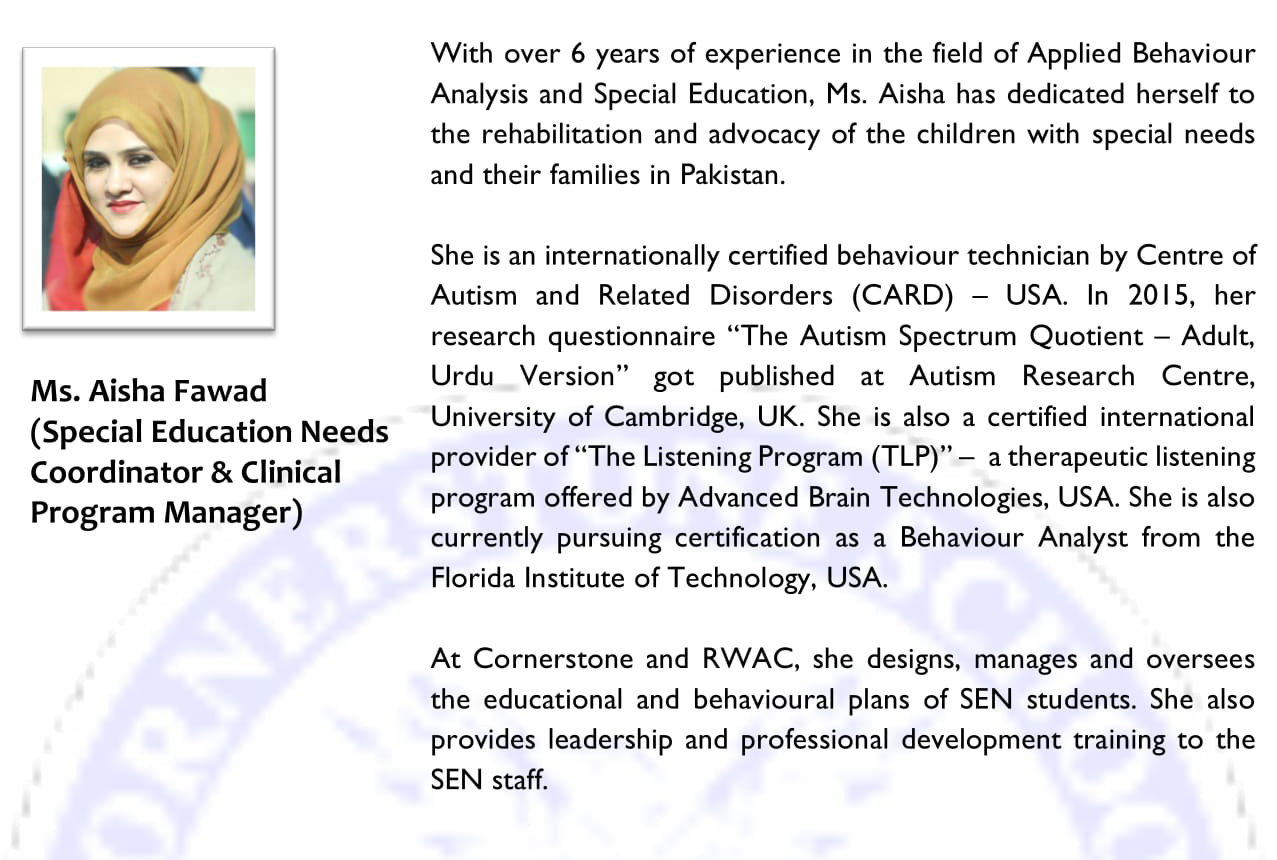 Ms. Aisha Fawad
(Special Education Needs
Coordinator & Clinical
Program Manager)
With over 6 years of experience in the field of Applied Behaviour
Analysis and Special Education, Ms. Aisha has dedicated herself to
the rehabilitation and advocacy of the children with special needs
and their families in Pakistan.
She is an internationally certified behaviour technician by Centre of
Autism and Related Disorders (CARD) – USA. In 2015, her
research questionnaire “The Autism Spectrum Quotient – Adult,
Urdu Version” got published at Autism Research Centre,
University of Cambridge, UK. She is also a certified international
provider of “The Listening Program (TLP)” – a therapeutic listening
program offered by Advanced Brain Technologies, USA. She is also
currently pursuing certification as a Behaviour Analyst from the
Florida Institute of Technology, USA.
At Cornerstone and RWAC, she designs, manages and oversees
the educational and behavioural plans of SEN students. She also
provides leadership and professional development training to the
SEN staff.